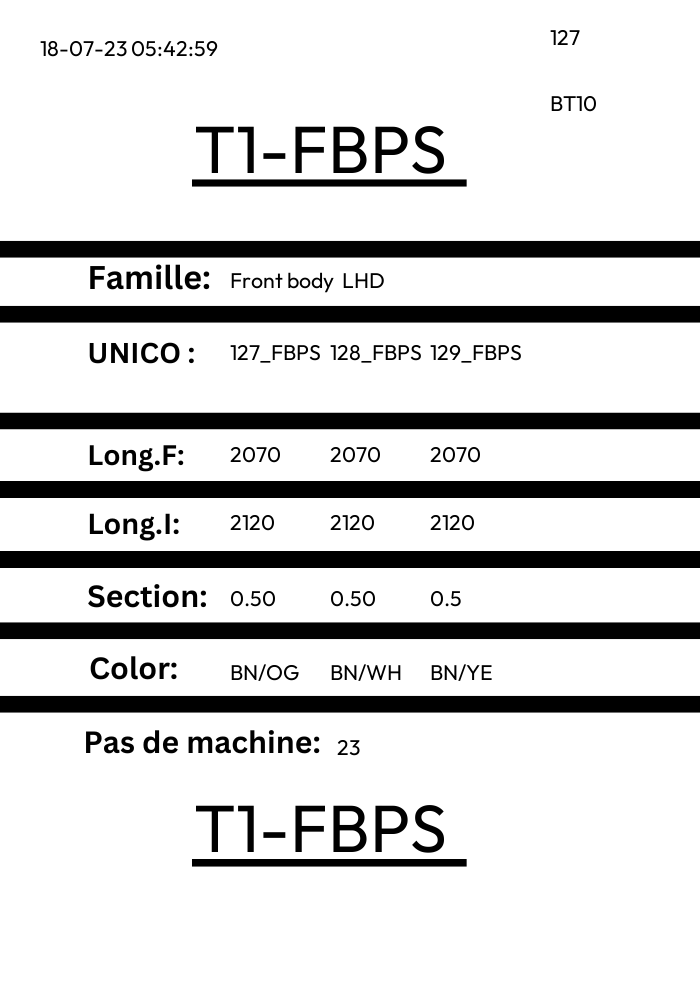 18-07-23 05:42:59
127
BT10
T1-FBPS
Famille: Front body LHD
UNICO : 127_FBPS 128_FBPS 129_FBPS
Long.F: 2070 2070 2070
Long.I: 2120 2120 2120
Section: 0.50 0.50 0.5
Color: BN/OG BN/WH BN/YE
Pas de machine: 23
T1-FBPS